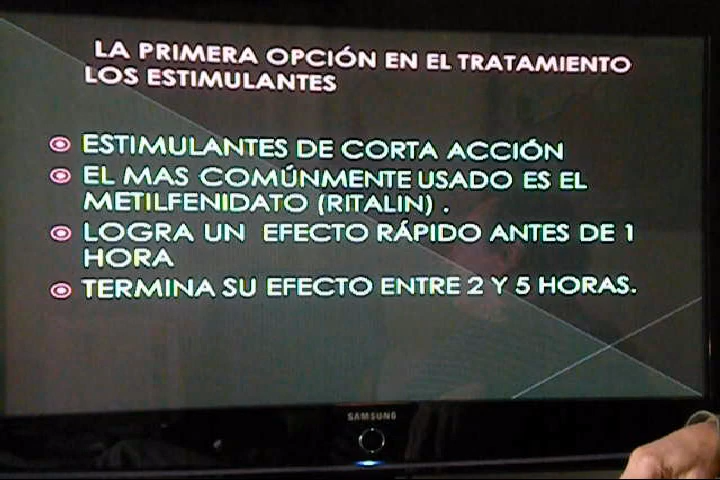 LA PRIMERA OPCIÓN EN EL TRATAMIENTO
LOS ESTIMULANTES
ESTIMULANTES DE CORTA ACCIÓN
EL MAS COMÚNMENTE USADO ES EL
METILFENIDATO (RITALIN) .
LOGRA UN EFECTO RÁPIDO ANTES DE 1
HORA
TERMINA SU EFECTO ENTRE 2 Y 5 HORAS.
SAMSUNG